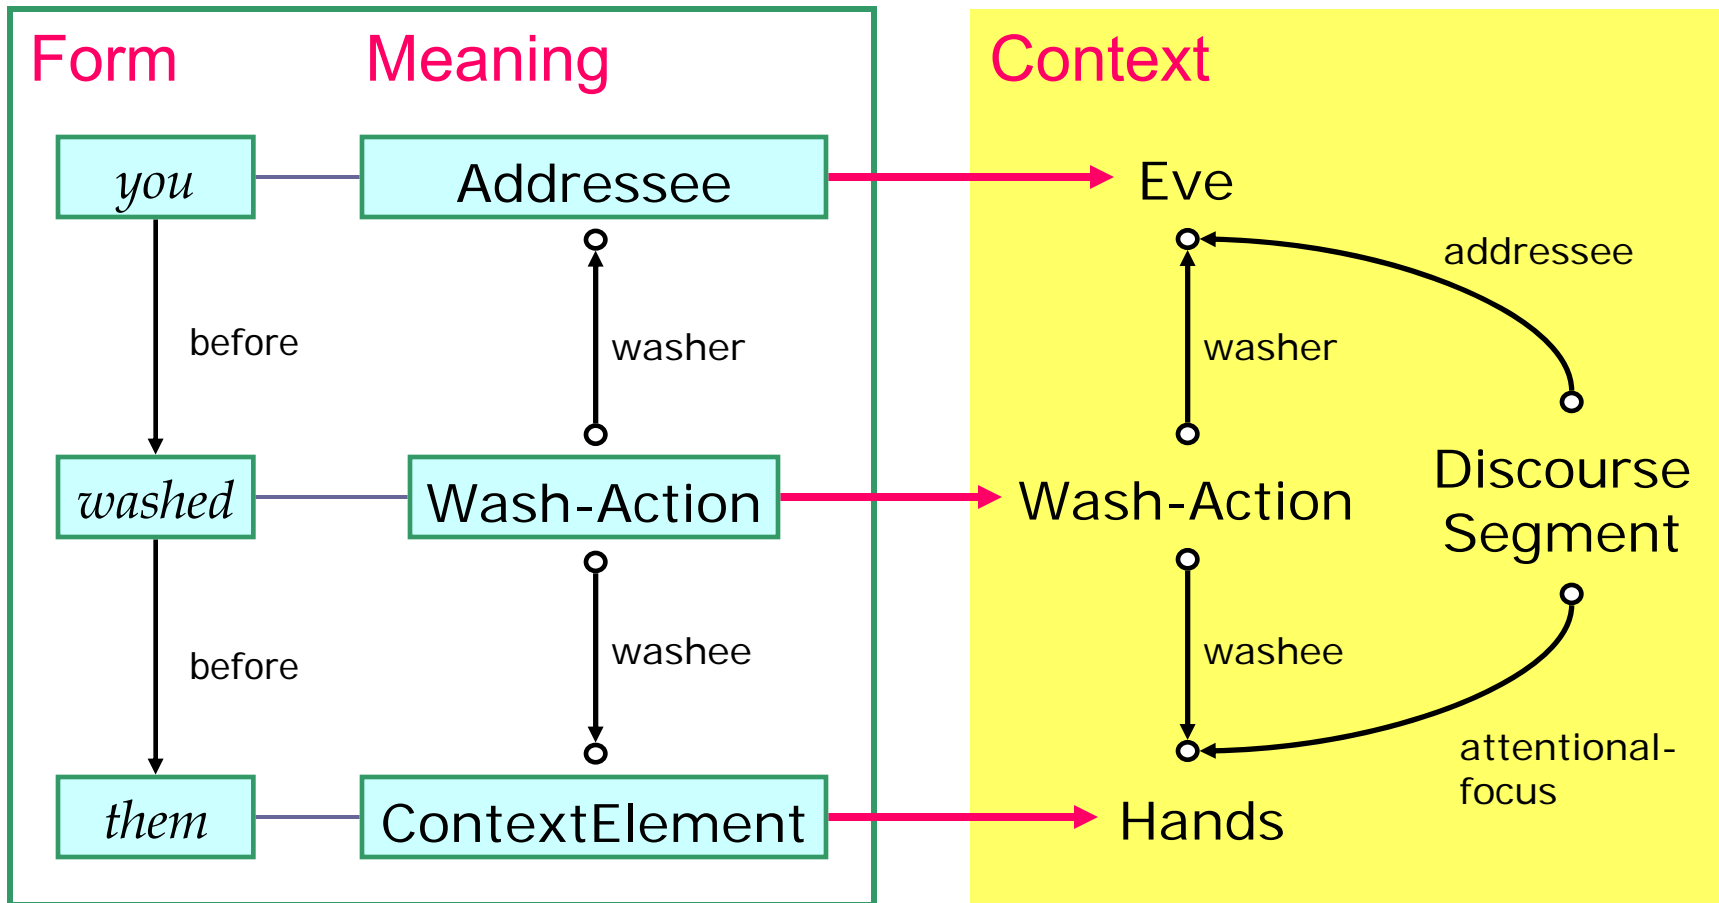 Form
Meaning
Context
you
Addressee
Eve
addressee
before
washer
washer
washed
Wash-Action
Wash-Action
Discourse
Segment
before
washee
washee
attentional-
focus
them
ContextElement
Hands